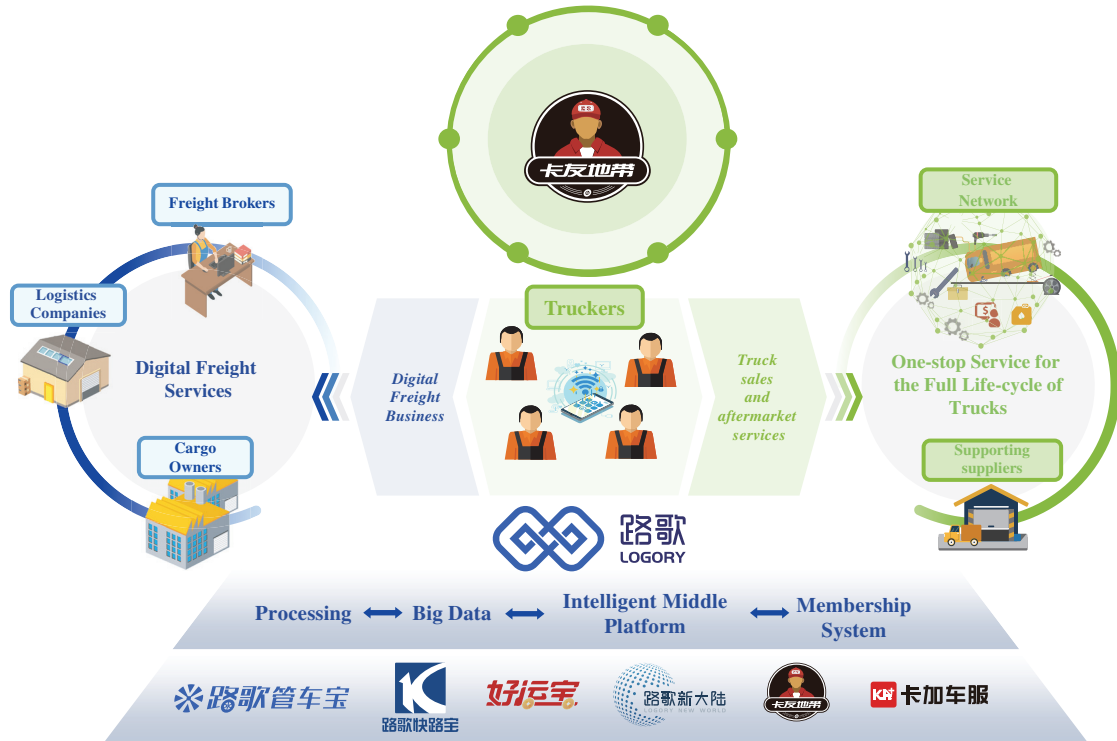 卡友地带
Freight Brokers
Service
Network
Logistics
Companies
Truckers
Digital Freight
Services
Digital
Freight
Business
Truck
sales
and
aftermarket
services
One-stop Service for
the Full Life-cycle of
Trucks
Cargo
Owners
Supporting
suppliers
路歌
LOGORY
Processing
Big Data
Intelligent Middle
Platform
Membership
System
路歌管车宝
路歌快路宝
好运宝
路歌新大陆
LOGORY NEW WORLD
卡友地带
卡加车服